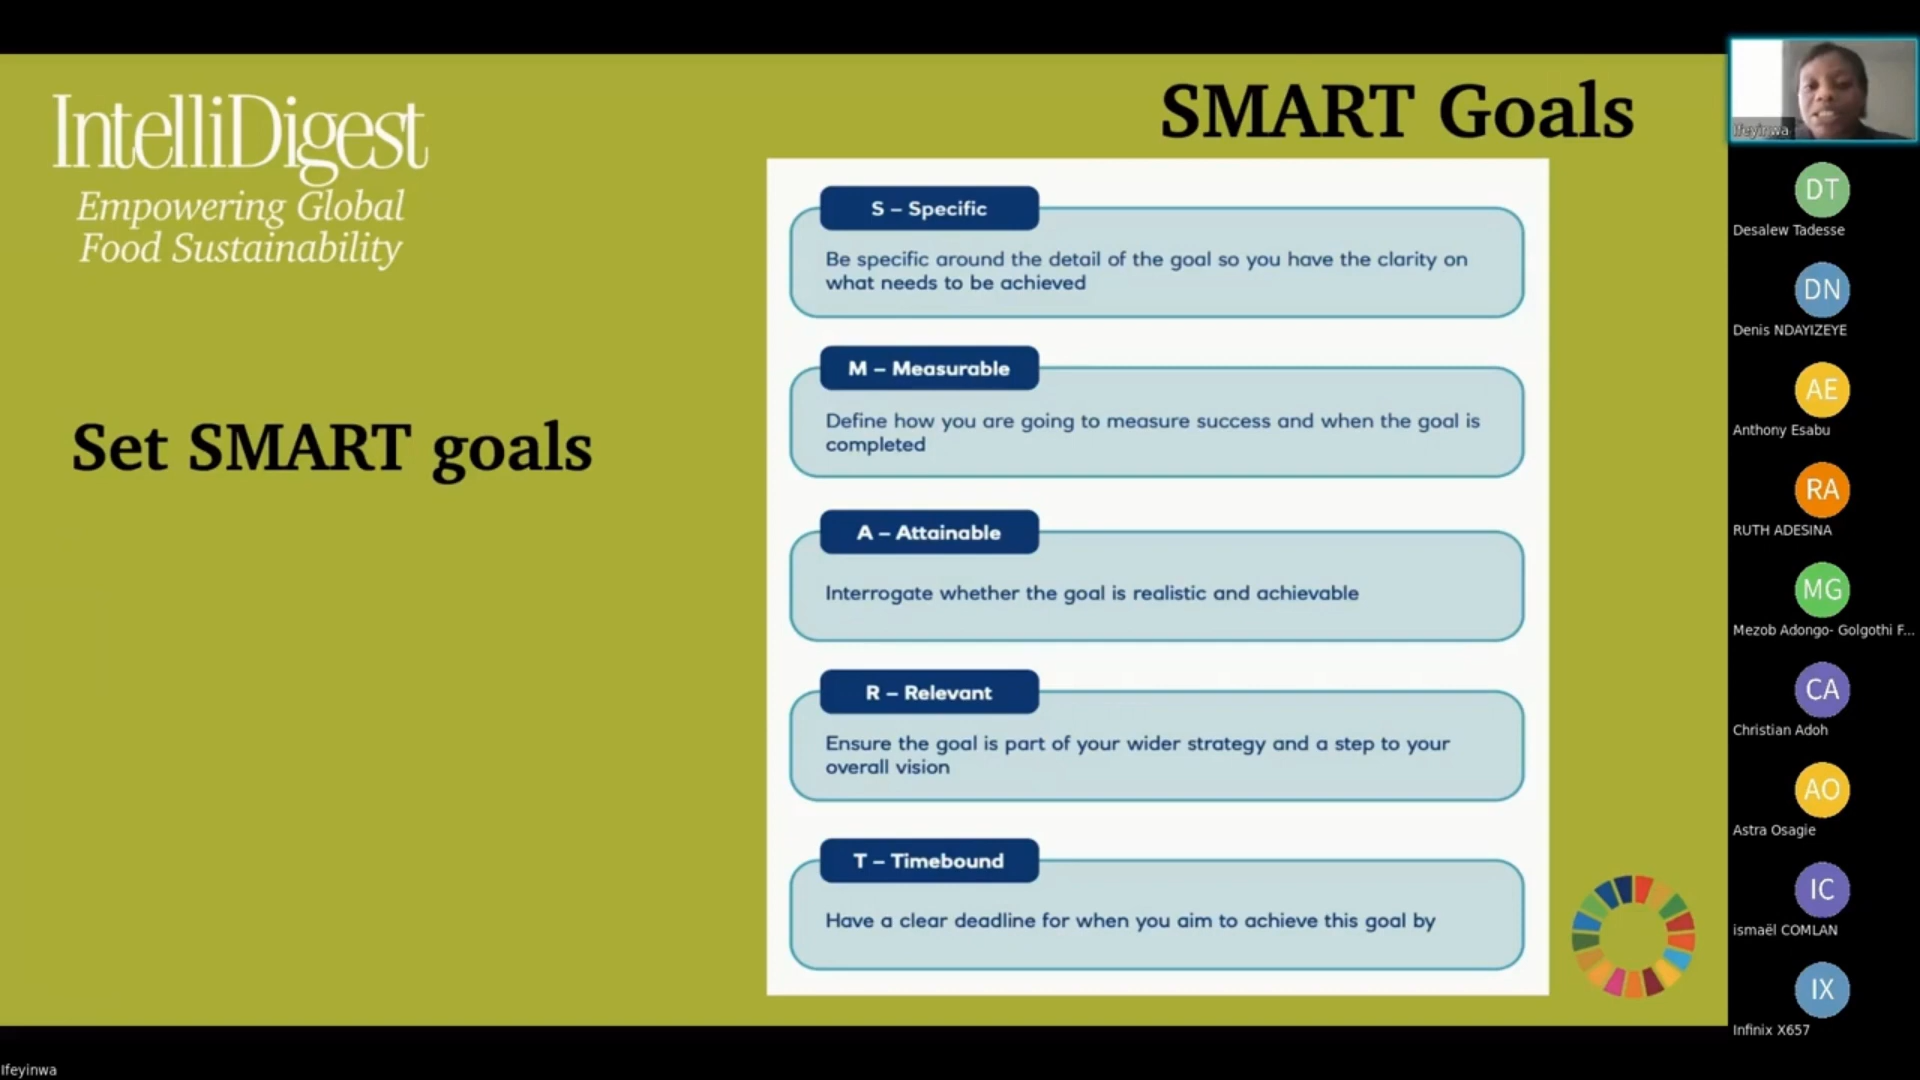 IntelliDigest
Empowering Global
Food Sustainability
SMART Goals
Set SMART goals
S – Specific
Be specific around the detail of the goal so you have the clarity on
what needs to be achieved
M – Measurable
Define how you are going to measure success and when the goal is
completed
A – Attainable
Interrogate whether the goal is realistic and achievable
R – Relevant
Ensure the goal is part of your wider strategy and a step to your
overall vision
T – Timebound
Have a clear deadline for when you aim to achieve this goal by
Ifeyinwa
DT
Desalew Tadesse
DN
Denis NDAYIZEYE
AE
Anthony Esabu
RA
RUTH ADESINA
MG
Mezob Adongo- Golgothi F...
CA
Christian Adoh
AO
Astra Osagie
IC
ismaël COMLAN
IX
Infinix X657
Ifeyinwa